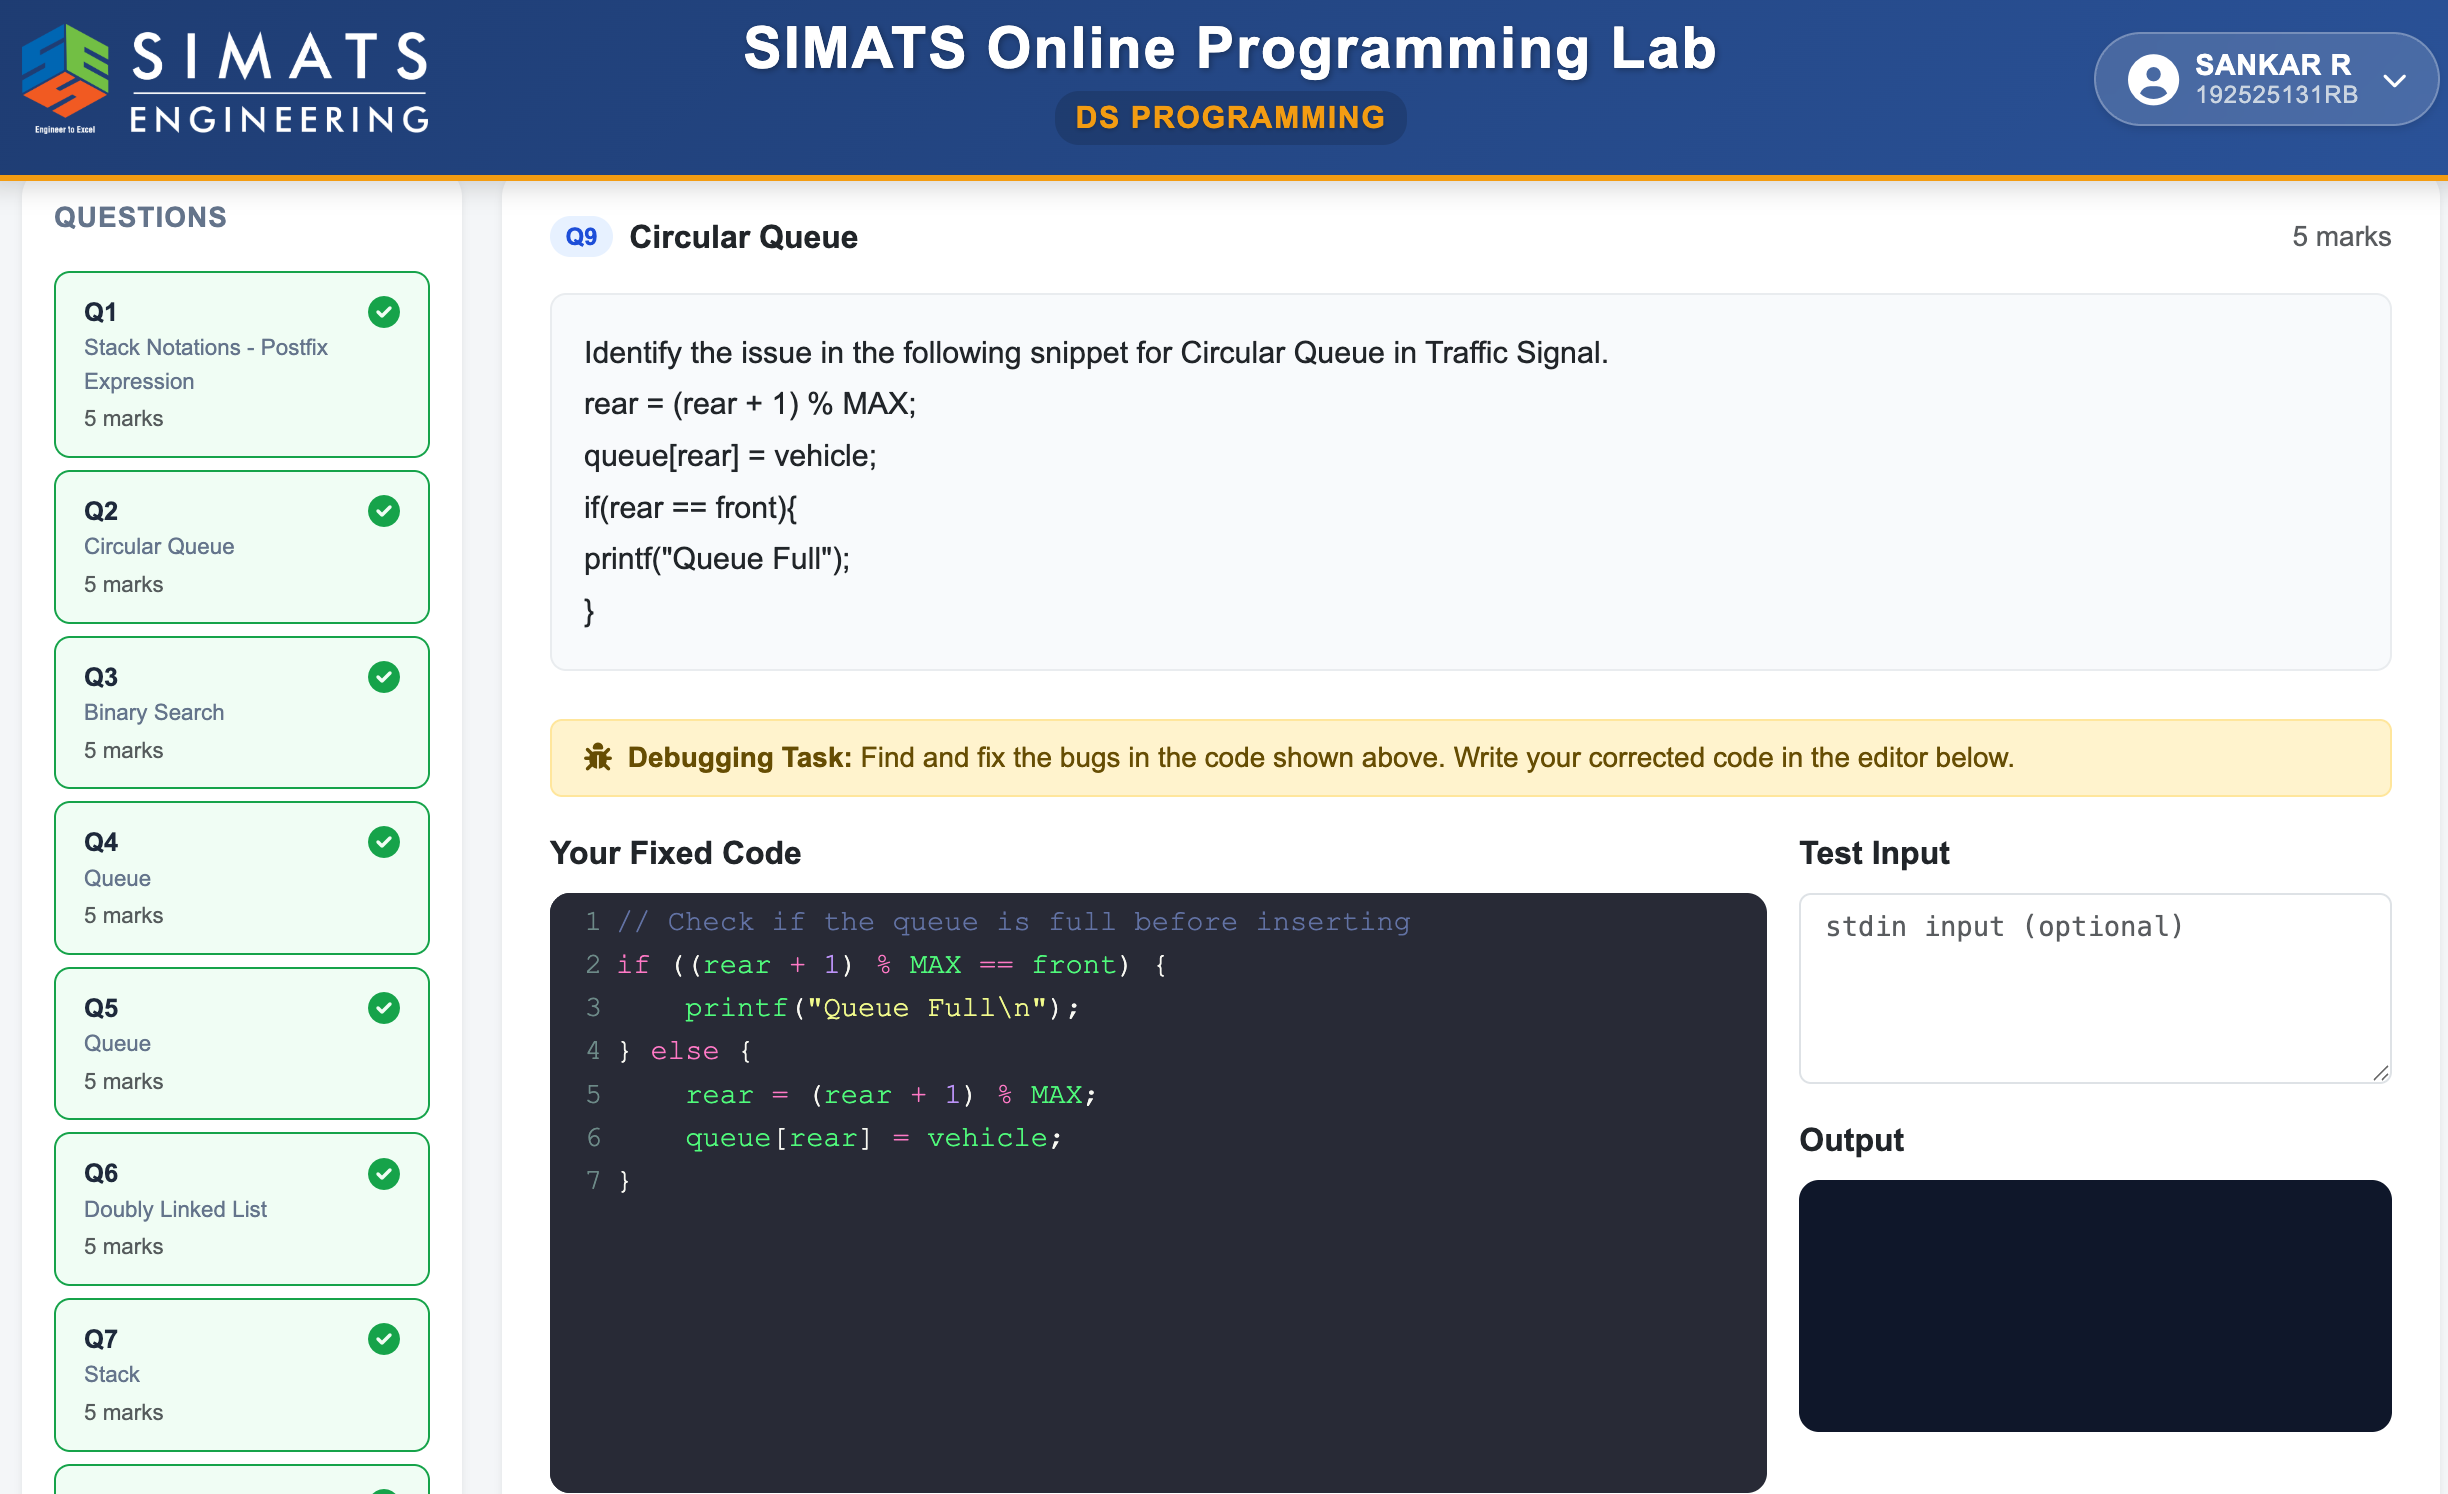 SIMATS
ENGINEERING
Engineer to Excel
SIMATS Online Programming Lab
DS PROGRAMMING
SANKAR R
192525131RB
QUESTIONS
Q1
Stack Notations - Postfix
Expression
5 marks
Q2
Circular Queue
5 marks
Q3
Binary Search
5 marks
Q4
Queue
5 marks
Q5
Queue
5 marks
Q6
Doubly Linked List
5 marks
Q7
Stack
5 marks
Q9 Circular Queue
5 marks
Identify the issue in the following snippet for Circular Queue in Traffic Signal.
rear = (rear + 1) % MAX;
queue[rear] = vehicle;
if(rear == front){
printf("Queue Full");
}
Debugging Task: Find and fix the bugs in the code shown above. Write your corrected code in the editor below.
Your Fixed Code
1 // Check if the queue is full before inserting
2 if ((rear + 1) % MAX == front) {
3     printf("Queue Full\n");
4 } else {
5     rear = (rear + 1) % MAX;
6     queue[rear] = vehicle;
7 }
Test Input
stdin input (optional)
Output